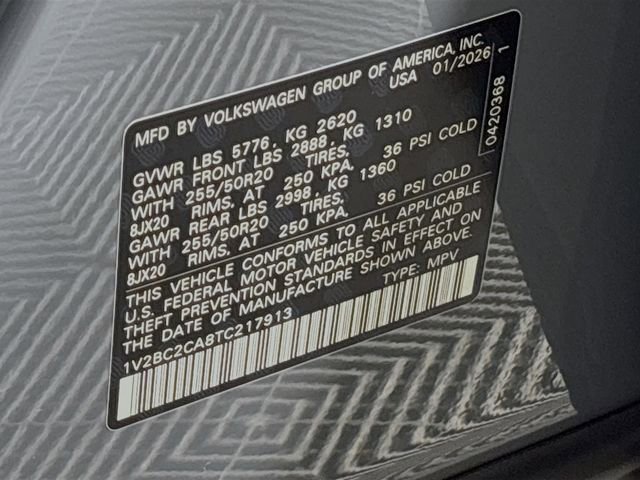 MFD BY VOLKSWAGEN GROUP OF AMERICA, INC.
USA 01/2026 1
GVWR LBS 5776, KG 2620
GAWR FRONT LBS 2888, KG 1310
WITH 255/50R20 TIRES,
8JX20 RIMS. AT 250 KPA, 36 PSI COLD
GAWR REAR LBS 2998, KG 1360
WITH 255/50R20 TIRES,
8JX20 RIMS. AT 250 KPA, 36 PSI COLD
0420368
THIS VEHICLE CONFORMS TO ALL APPLICABLE
U.S. FEDERAL MOTOR VEHICLE SAFETY AND
THEFT PREVENTION STANDARDS IN EFFECT ON
THE DATE OF MANUFACTURE SHOWN ABOVE.
1V2BC2CA8TC217913 TYPE: MPV